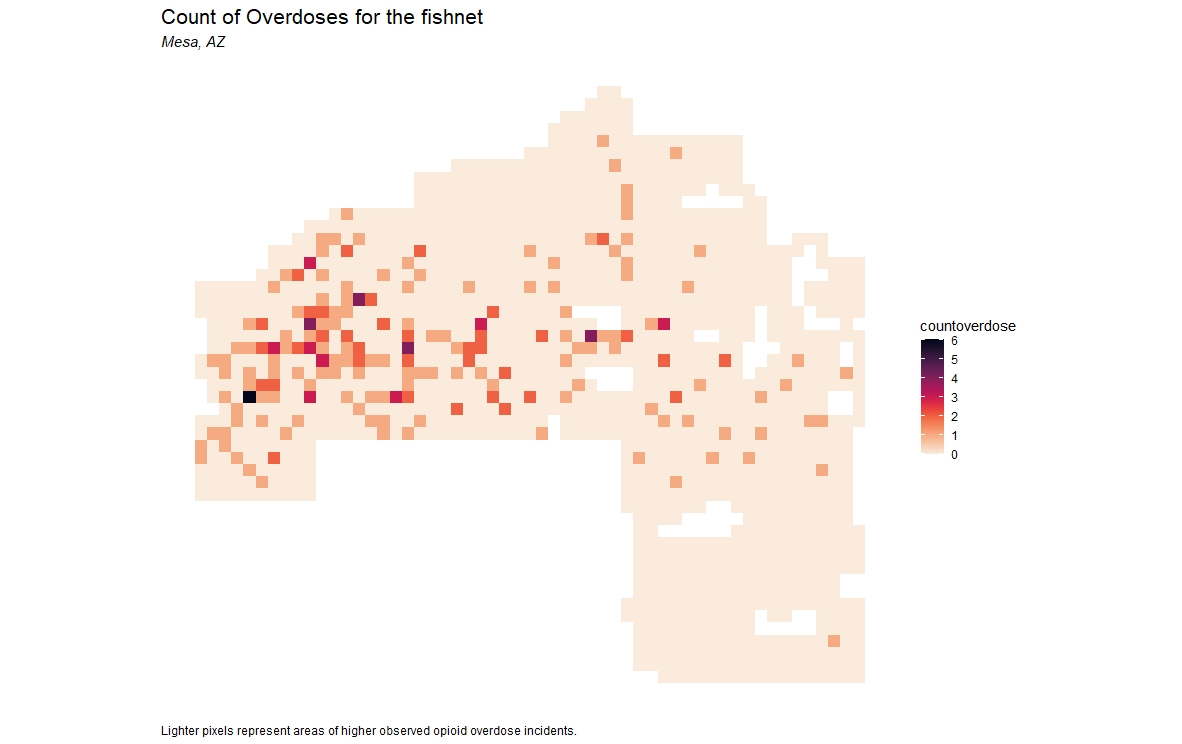 Count of Overdoses for the fishnet
Mesa, AZ
countoverdose
6
5
4
3
2
1
0
Lighter pixels represent areas of higher observed opioid overdose incidents.